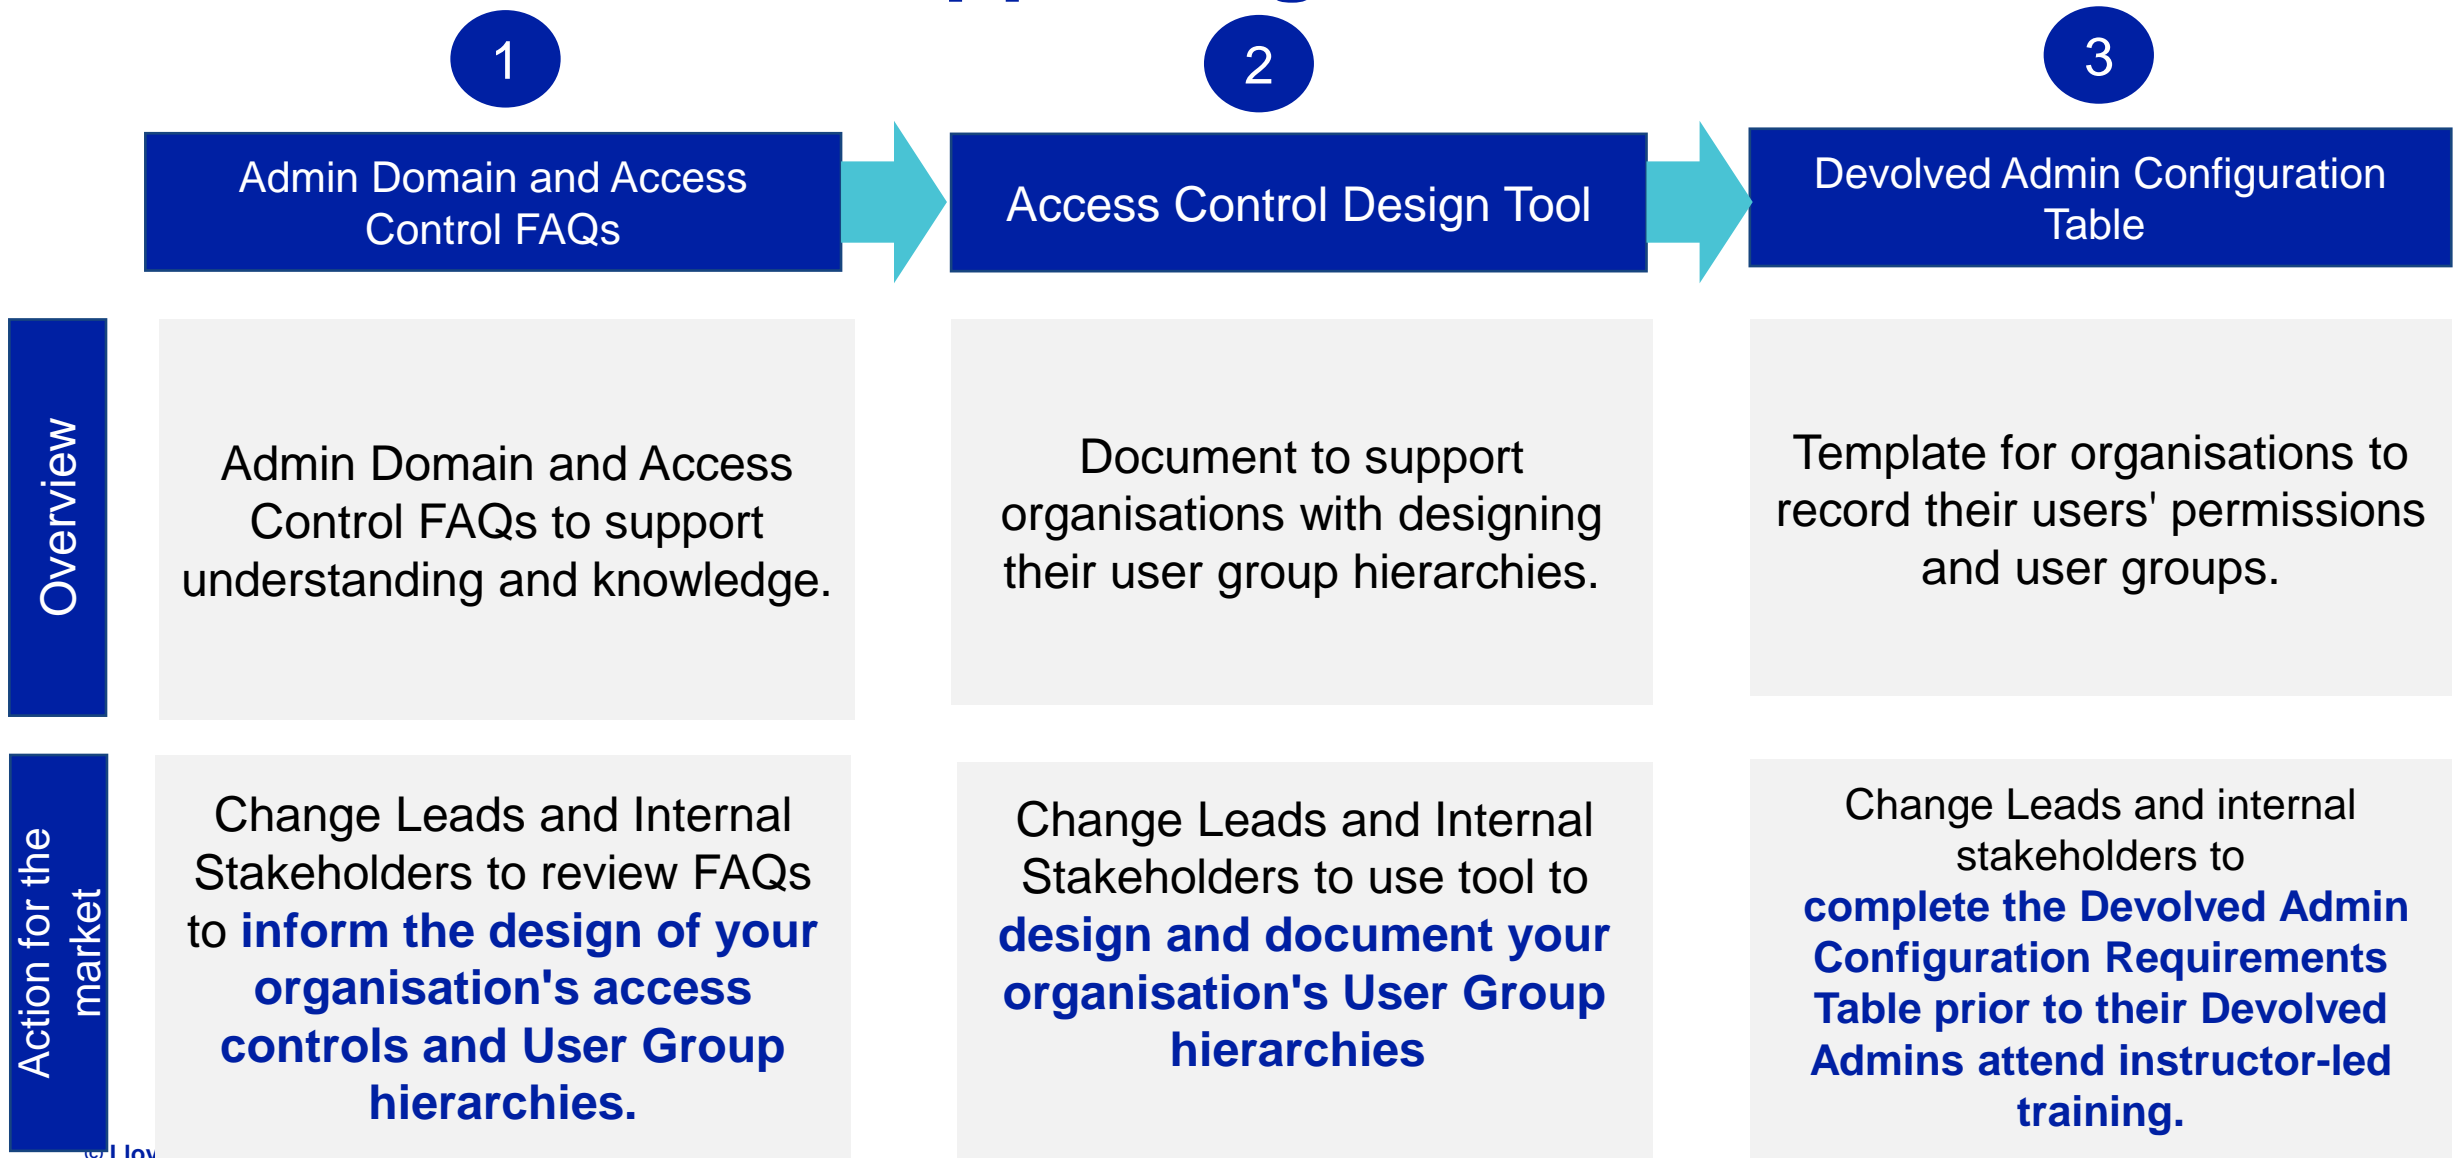 1
2
3
Admin Domain and Access
Control FAQs
Access Control Design Tool
Devolved Admin Configuration
Table
Overview
Admin Domain and Access
Control FAQs to support
understanding and knowledge.
Document to support
organisations with designing
their user group hierarchies.
Template for organisations to
record their users' permissions
and user groups.
Action for the
market
Change Leads and Internal
Stakeholders to review FAQs
to inform the design of your
organisation's access
controls and User Group
hierarchies.
Change Leads and Internal
Stakeholders to use tool to
design and document your
organisation's User Group
hierarchies
Change Leads and internal
stakeholders to
complete the Devolved Admin
Configuration Requirements
Table prior to their Devolved
Admins attend instructor-led
training.